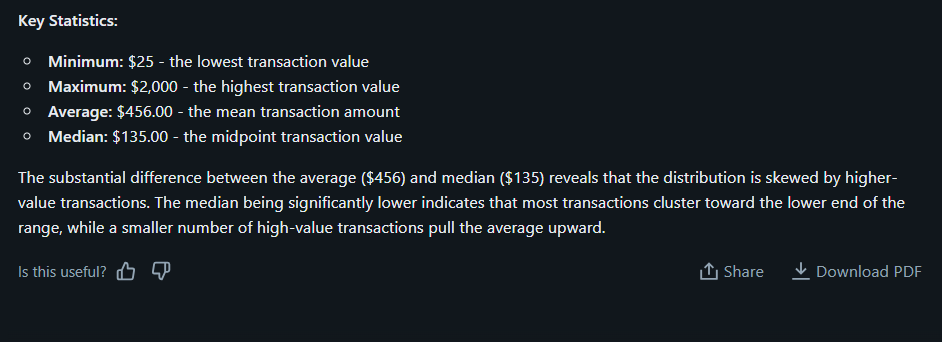 Key Statistics:
Minimum: $25 - the lowest transaction value
Maximum: $2,000 - the highest transaction value
Average: $456.00 - the mean transaction amount
Median: $135.00 - the midpoint transaction value
The substantial difference between the average ($456) and median ($135) reveals that the distribution is skewed by higher-
value transactions. The median being significantly lower indicates that most transactions cluster toward the lower end of the
range, while a smaller number of high-value transactions pull the average upward.
Is this useful? Share Download PDF